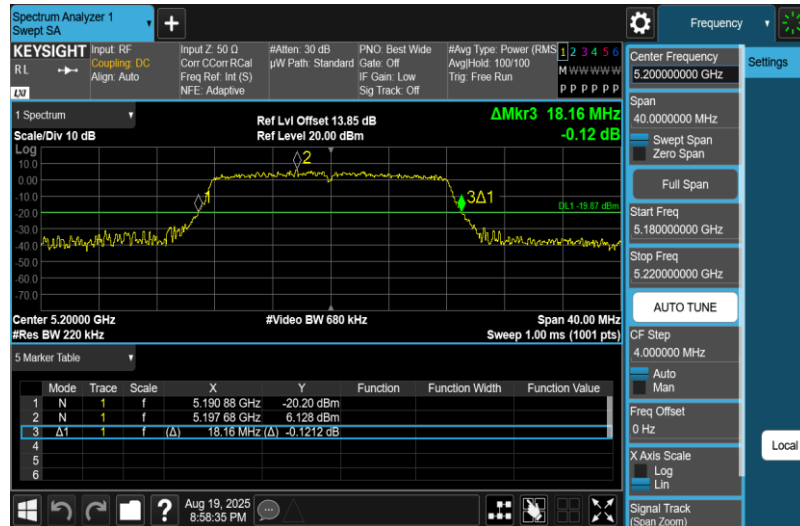 Spectrum Analyzer 1
Swept SA
+
Frequency
KEYSIGHT
RL
LXI
Input: RF
Coupling: DC
Align: Auto
Input Z: 50 Ω
Corr CCorr RCal
Freq Ref: Int (S)
NFE: Adaptive
#Atten: 30 dB
µW Path: Standard
PNO: Best Wide
Gate: Off
IF Gain: Low
Sig Track: Off
#Avg Type: Power (RMS
Avg|Hold: 100/100
Trig: Free Run
1 2 3 4 5 6
M W W W W W
P P P P P P
1 Spectrum
Scale/Div 10 dB
Ref Lvl Offset 13.85 dB
Ref Level 20.00 dBm
ΔMkr3 18.16 MHz
-0.12 dB
Log
10.0
0.00
-10.0
-20.0
-30.0
-40.0
-50.0
-60.0
-70.0
1
2
3Δ1
DL1 -19.87 dBm
Center 5.20000 GHz
#Video BW 680 kHz
Span 40.00 MHz
#Res BW 220 kHz
Sweep 1.00 ms (1001 pts)
5 Marker Table
Mode Trace Scale X Y Function Function Width Function Value
1 N 1 f 5.190 88 GHz -20.20 dBm
2 N 1 f 5.197 68 GHz 6.128 dBm
3 Δ1 1 f (Δ) 18.16 MHz (Δ) -0.1212 dB
4
5
6
?
Aug 19, 2025
8:58:35 PM
Center Frequency
5.200000000 GHz
Settings
Span
40.0000000 MHz
Swept Span
Zero Span
Full Span
Start Freq
5.180000000 GHz
Stop Freq
5.220000000 GHz
AUTO TUNE
CF Step
4.000000 MHz
Auto
Man
Freq Offset
0 Hz
X Axis Scale
Log
Lin
Local
Signal Track
(Span Zoom)